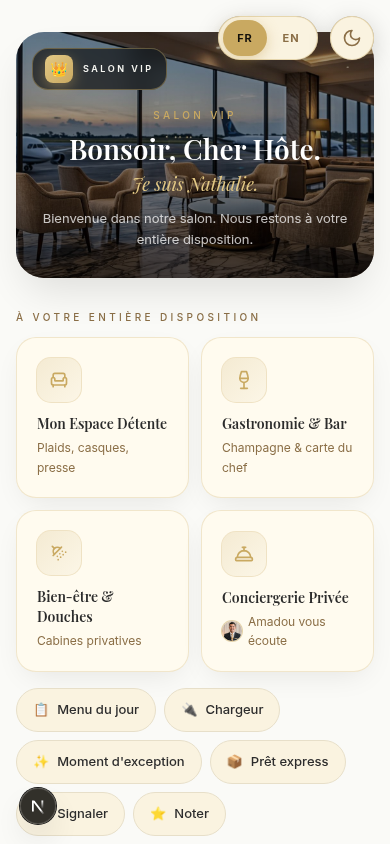 FR EN
SALON VIP
SALON VIP
Bonsoir, Cher Hôte.
Je suis Nathalie.
Bienvenue dans notre salon. Nous restons à votre
entière disposition.
À VOTRE ENTIÈRE DISPOSITION
Mon Espace Détente
Plaids, casques,
presse
Gastronomie & Bar
Champagne & carte du
chef
Bien-être &
Douches
Cabines privatives
Conciergerie Privée
Amadou vous
écoute
Menu du jour
Chargeur
Moment d'exception
Prêt express
N
Signaler
Noter